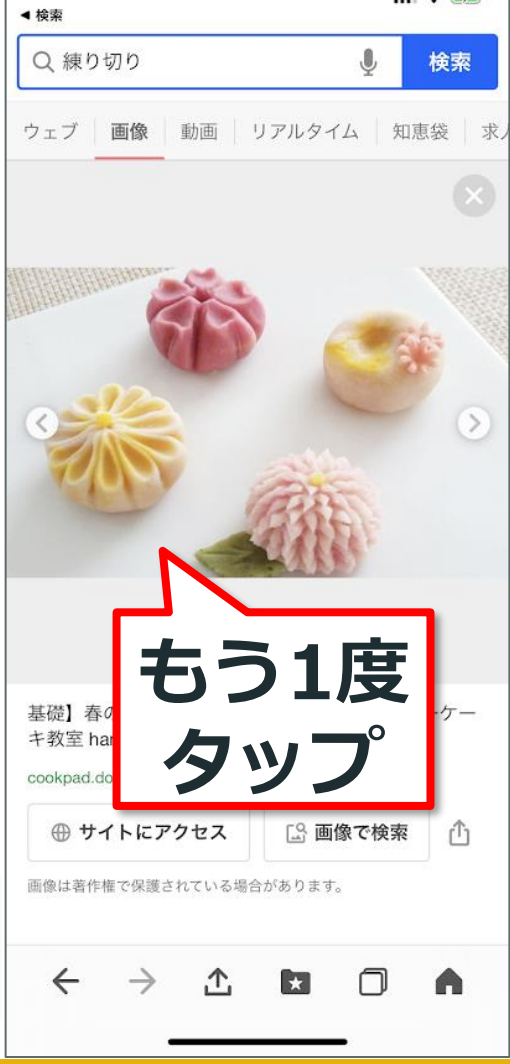 ◀ 検索
練り切り
検索
ウェブ 画像 動画 リアルタイム 知恵袋 求
もう1度
タップ
基礎】春の ケー
キ教室 har
cookpad.do
サイトにアクセス 画像で検索
画像は著作権で保護されている場合があります。